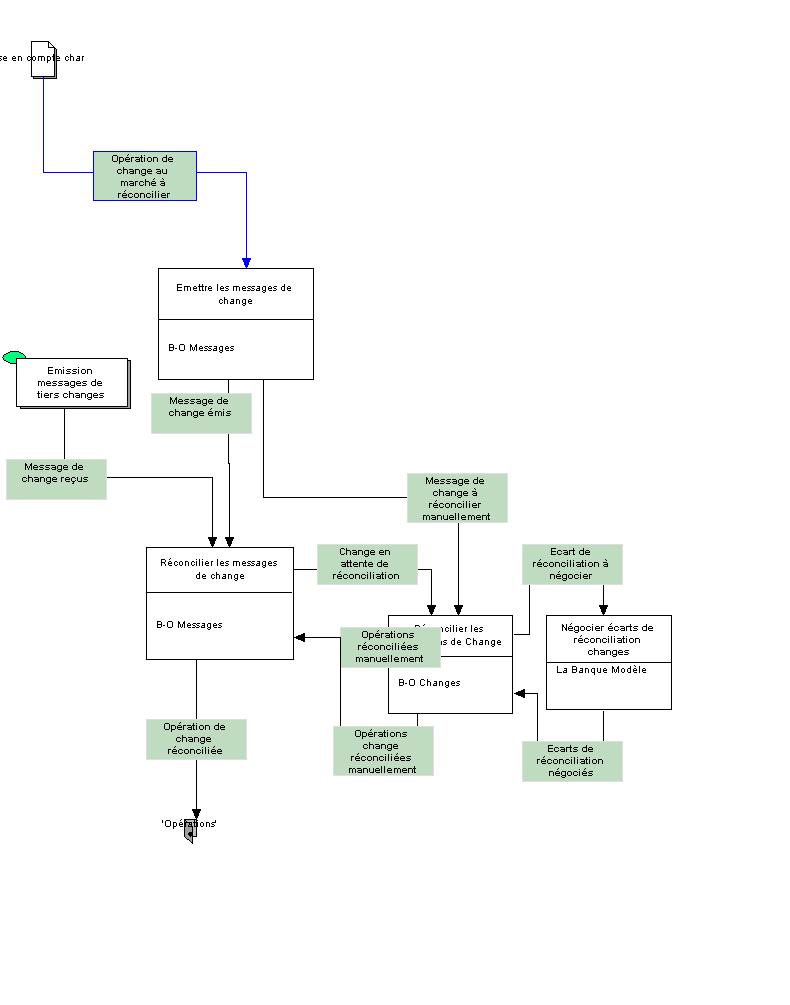 se en compte char
Opération de
change au
marché à
réconcilier
Emettre les messages de
change
B-O Messages
Emission
messages de
tiers changes
Message de
change émis
Message de
change reçus
Message de
change à
réconcilier
manuellement
Réconcilier les messages
de change
B-O Messages
Change en
attente de
réconciliation
Ecart de
réconciliation à
négocier
les
de Change
B-O Changes
Opérations
réconciliées
manuellement
Négocier écarts de
réconciliation
changes
La Banque Modèle
Opération de
change
réconciliée
Opérations
change
réconciliées
manuellement
Ecarts de
réconciliation
négociés
'Opérations'